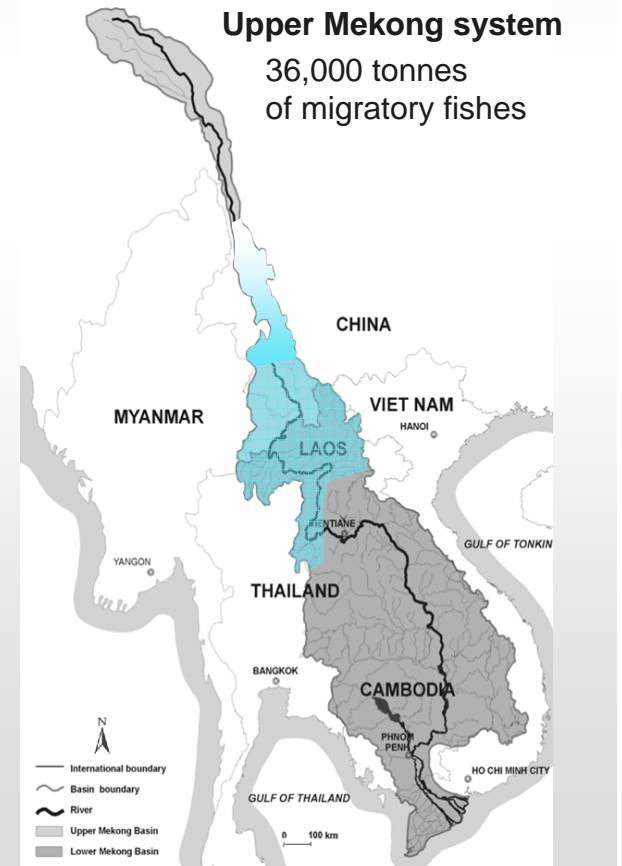 Upper Mekong system
36,000 tonnes
of migratory fishes
CHINA
MYANMAR
VIET NAM
HANOI
LAOS
VIENTIANE
GULF OF TONKIN
YANGON
THAILAND
BANGKOK
CAMBODIA
PHNOM
PENH
HO CHI MINH CITY
GULF OF THAILAND
N
International boundary
Basin boundary
River
Upper Mekong Basin
Lower Mekong Basin
0 100 km